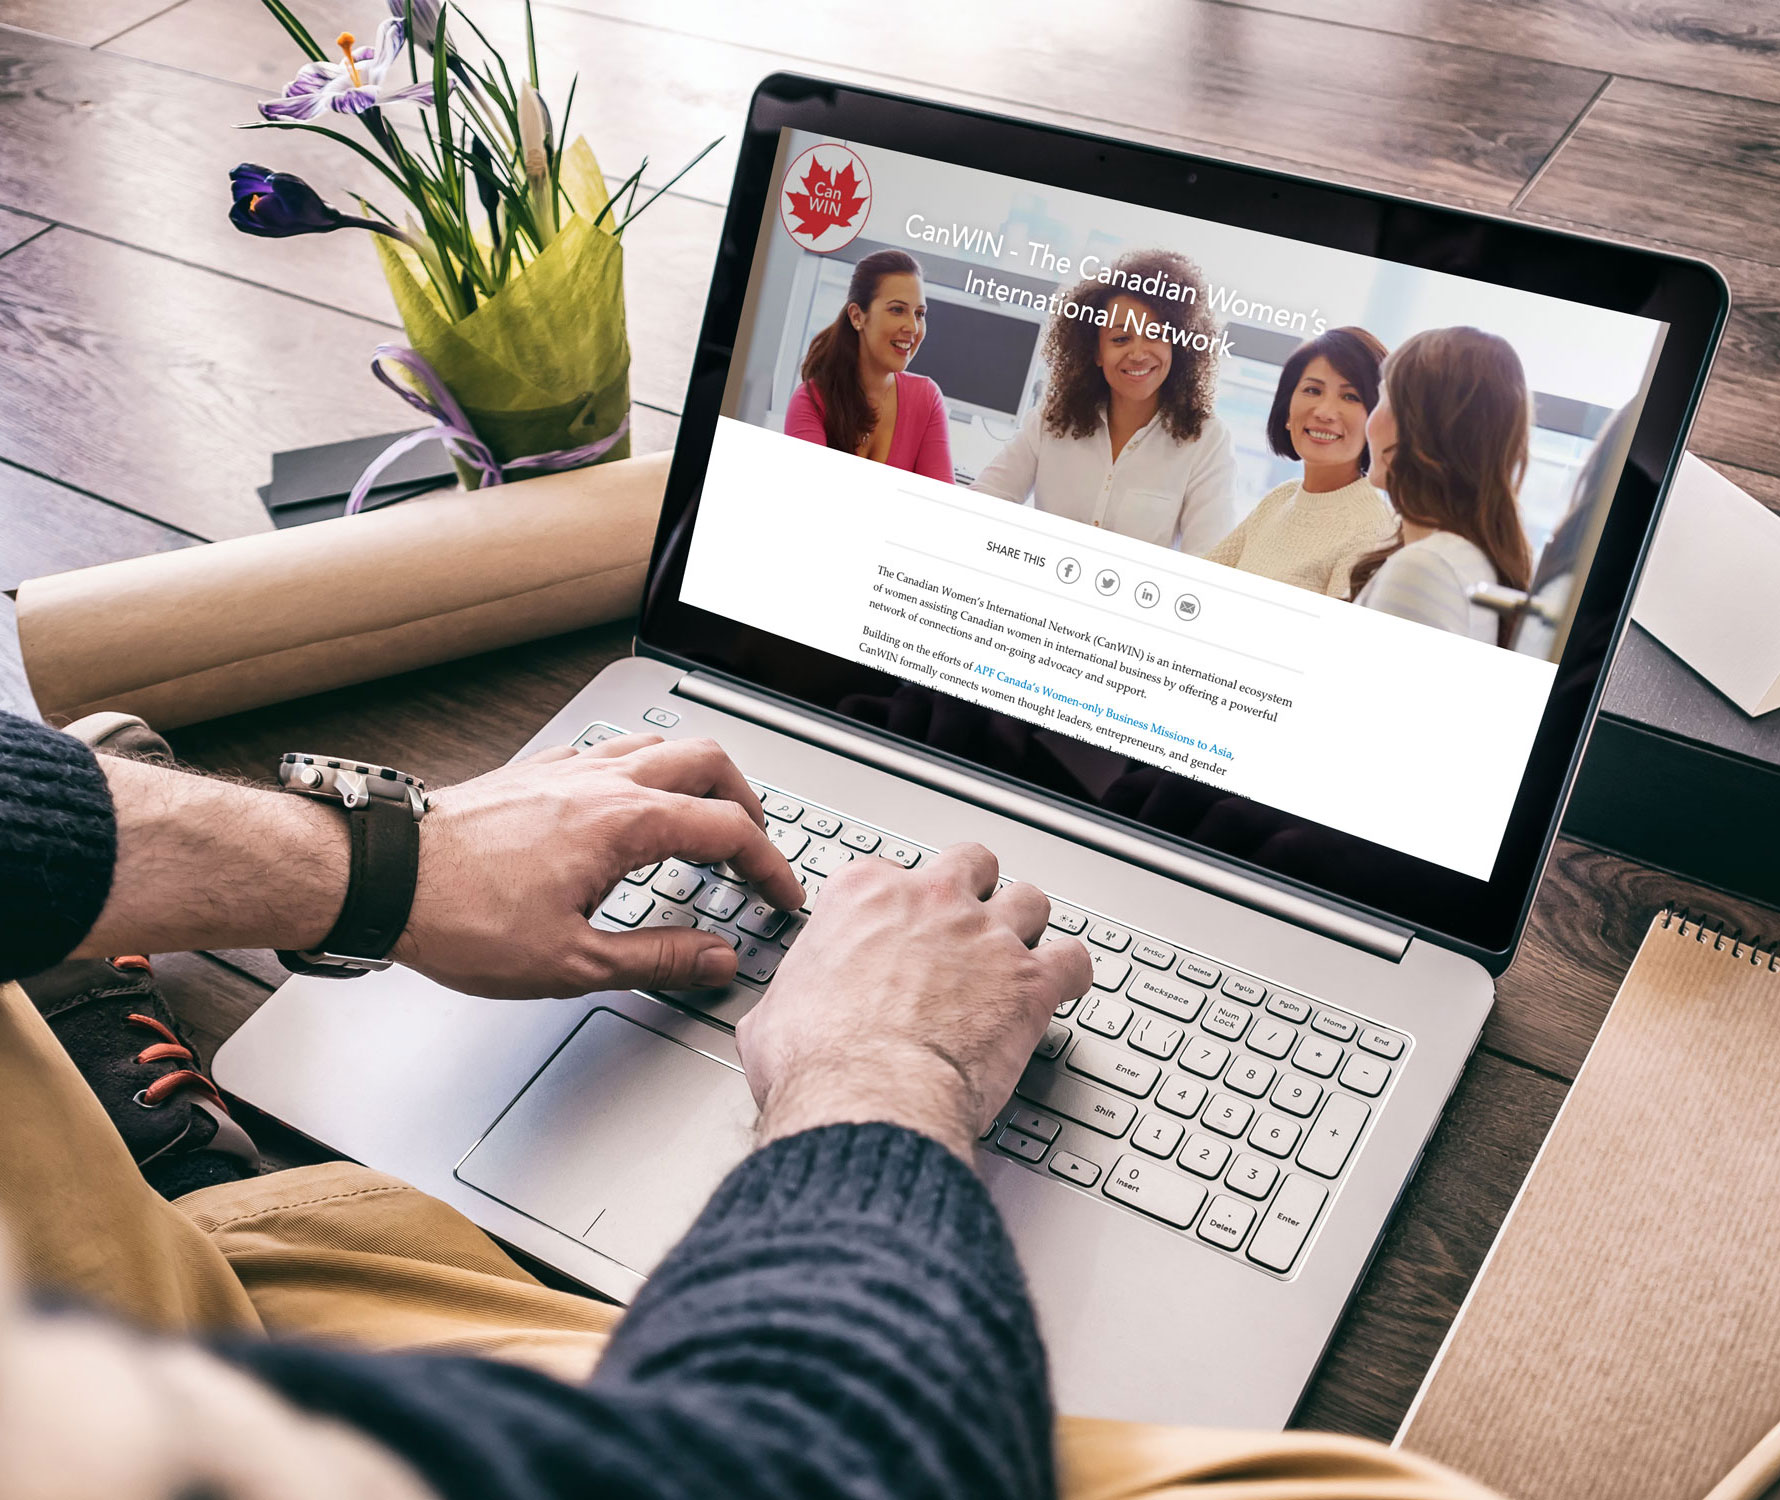 Can
WIN
CanWIN - The Canadian Women's
International Network
SHARE THIS
The Canadian Women's International Network (CanWIN) is an international ecosystem
of women assisting Canadian women in international business by offering a powerful
network of connections and on-going advocacy and support.
Building on the efforts of APF Canada's Women-only Business Missions to Asia,
CanWIN formally connects women thought leaders, entrepreneurs, and gender
PrtScr
Delete
PgUp
PgDn
Home
End
Backspace
Num
Lock
/
*
-
7
8
9
+
Enter
4
5
6
Shift
1
2
3
Enter
0
Insert
.
Delete
6
D
В
F
А
G
X
Ч
C
С
И
Ъ